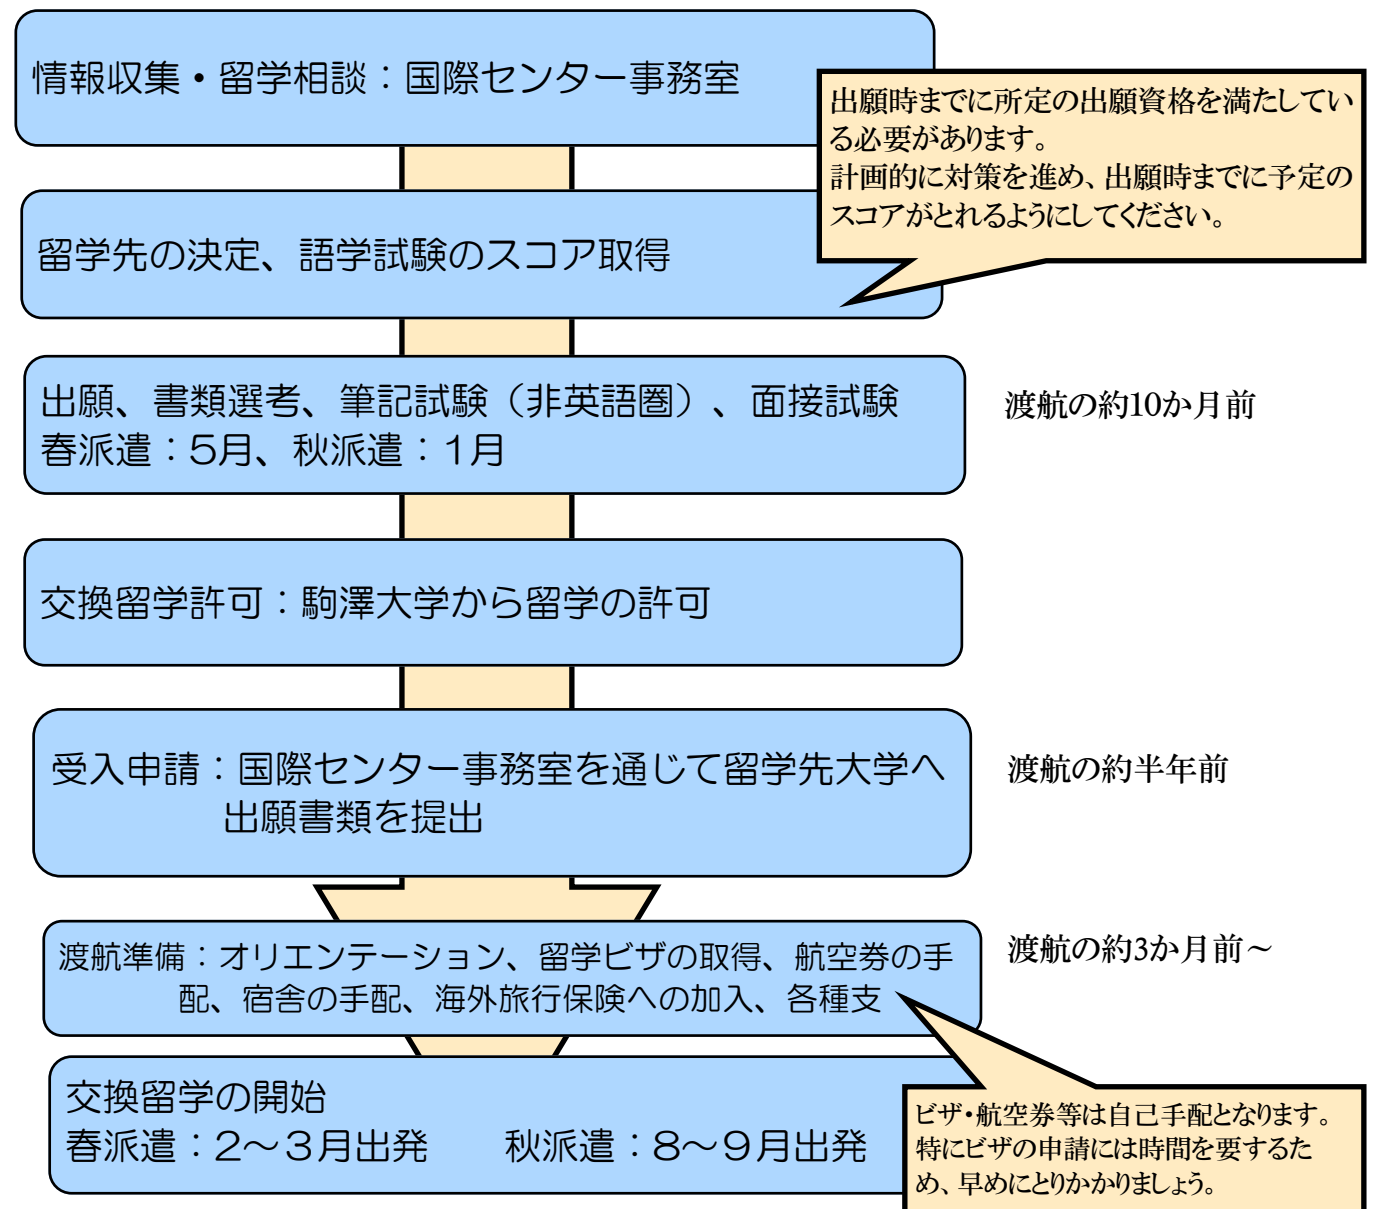 情報収集・留学相談：国際センター事務室
出願時までに所定の出願資格を満たしてい
る必要があります。
計画的に対策を進め、出願時までに予定の
スコアがとれるようにしてください。
留学先の決定、語学試験のスコア取得
出願、書類選考、筆記試験（非英語圏）、面接試験
春派遣：5月、秋派遣：1月
渡航の約10か月前
交換留学許可：駒澤大学から留学の許可
受入申請：国際センター事務室を通じて留学先大学へ
出願書類を提出
渡航の約半年前
渡航準備：オリエンテーション、留学ビザの取得、航空券の手
配、宿舎の手配、海外旅行保険への加入、各種支
渡航の約3か月前～
交換留学の開始
春派遣：2～3月出発　秋派遣：8～9月出発
ビザ・航空券等は自己手配となります。
特にビザの申請には時間を要するた
め、早めにとりかかりましょう。